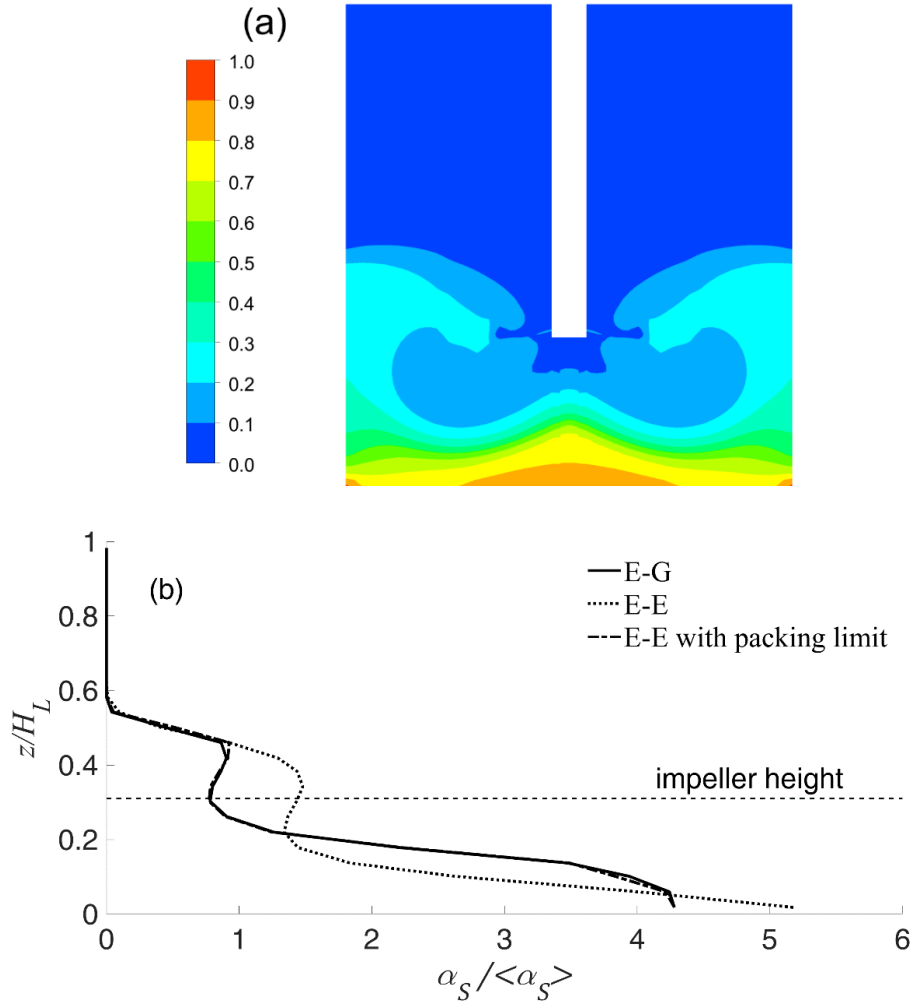 (a)
1.0
0.9
0.8
0.7
0.6
0.5
0.4
0.3
0.2
0.1
0.0
(b)
E-G
E-E
E-E with packing limit
impeller height
1
0.8
0.6
0.4
0.2
0
z/H_L
0 1 2 3 4 5 6
α_S/<α_S>